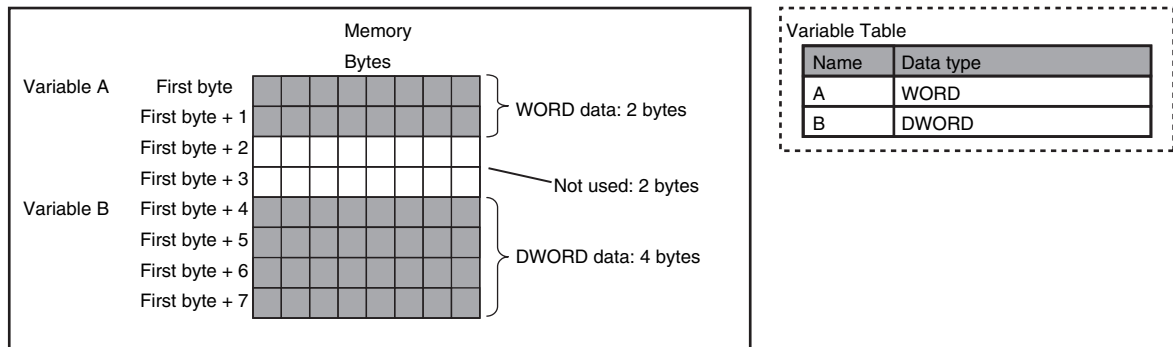 Memory
Bytes
Variable A
First byte
First byte + 1
WORD data: 2 bytes
First byte + 2
First byte + 3
Not used: 2 bytes
Variable B
First byte + 4
First byte + 5
First byte + 6
First byte + 7
DWORD data: 4 bytes
Variable Table
Name Data type
A WORD
B DWORD